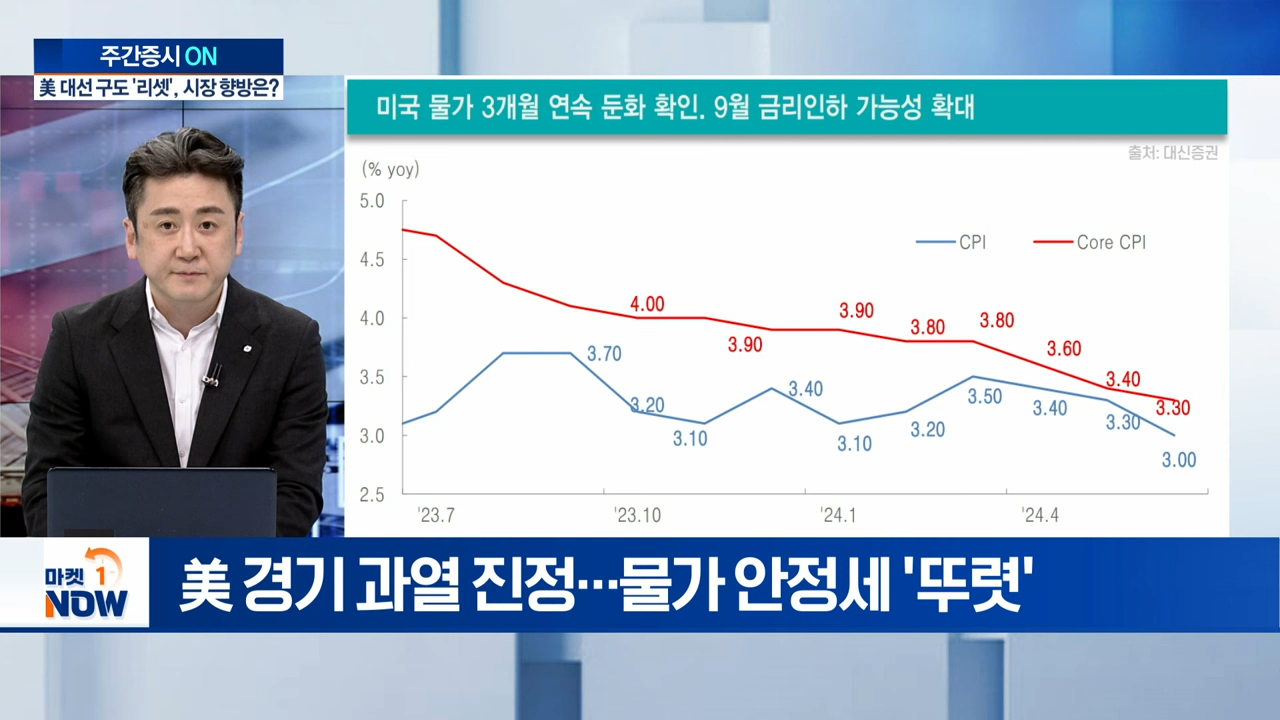 주간증시 ON
美 대선 구도 '리셋', 시장 향방은?
미국 물가 3개월 연속 둔화 확인. 9월 금리인하 가능성 확대
출처: 대신증권
(% yoy)
5.0
4.5
4.0
3.5
3.0
2.5
CPI
Core CPI
4.00
3.90
3.90
3.80
3.80
3.60
3.40
3.30
3.70
3.20
3.10
3.40
3.10
3.20
3.50
3.40
3.30
3.00
'23.7
'23.10
'24.1
'24.4
마켓 1
NOW
美 경기 과열 진정…물가 안정세 '뚜렷'